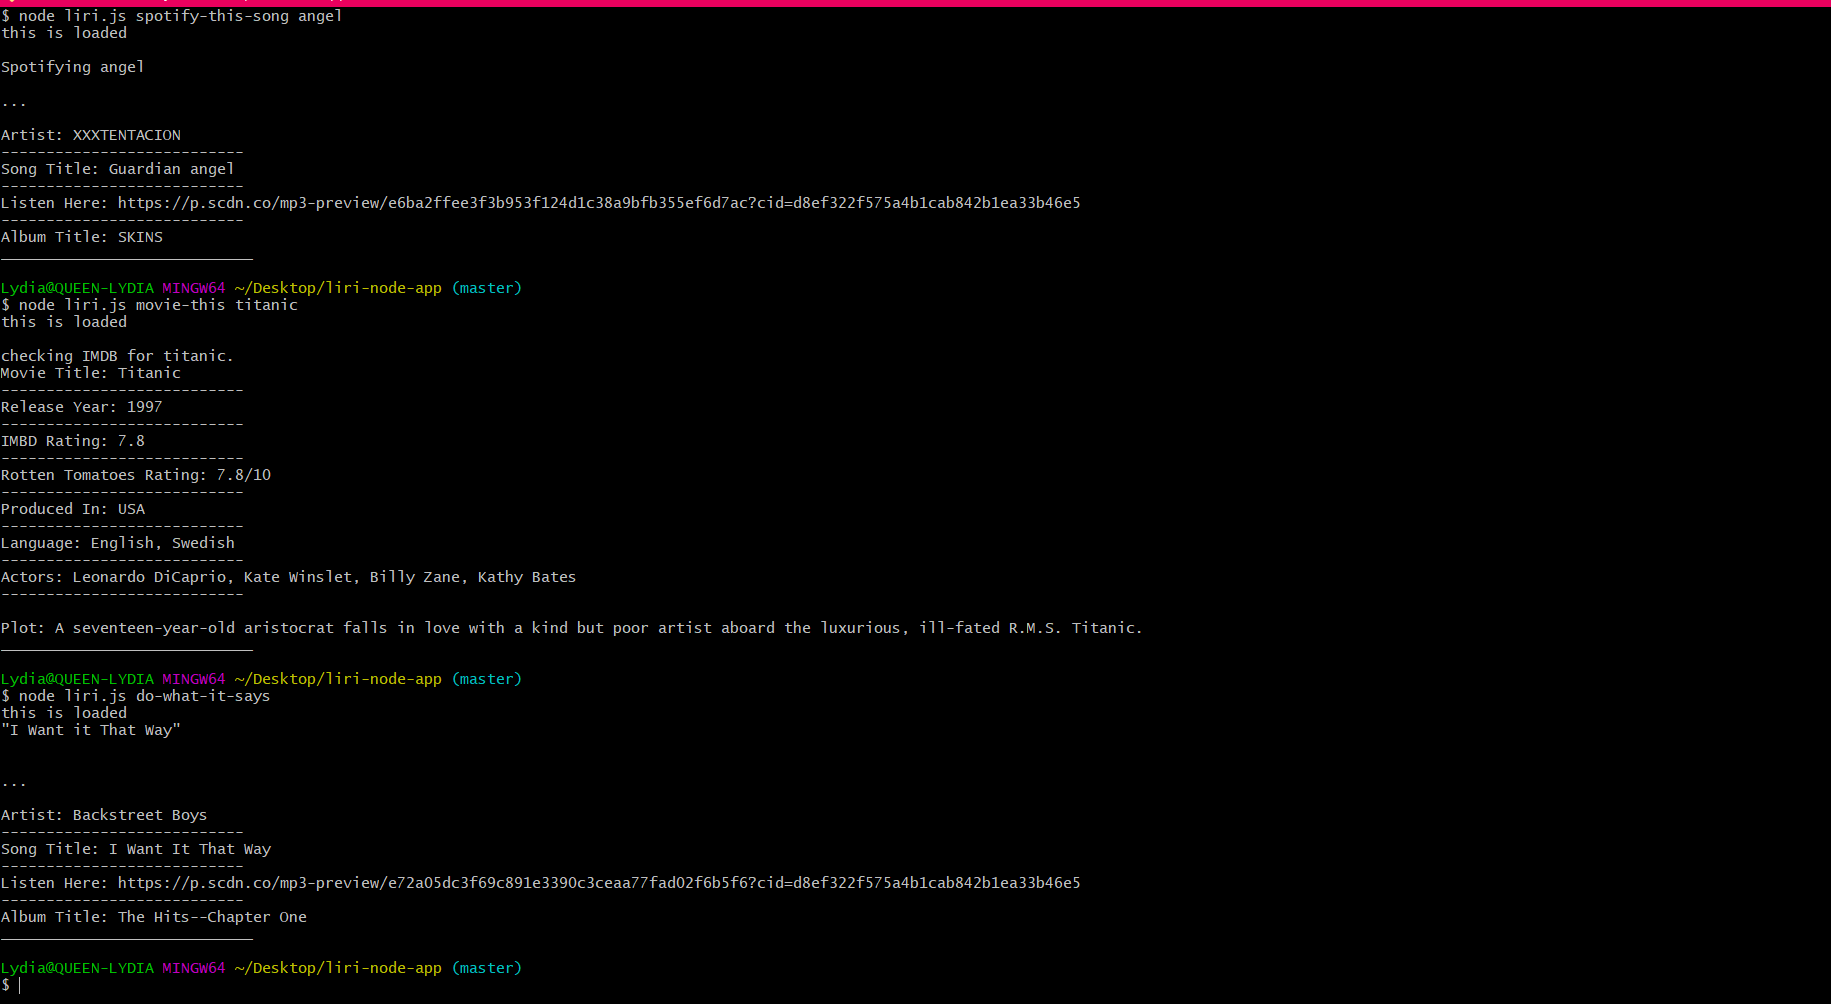 $ node liri.js spotify-this-song angel
this is loaded
Spotifying angel
...
Artist: XXXTENTACION
---------------------------
Song Title: Guardian angel
---------------------------
Listen Here: https://p.scdn.co/mp3-preview/e6ba2ffee3f3b953f124d1c38a9bfb355ef6d7ac?cid=d8ef322f575a4b1cab842b1ea33b46e5
---------------------------
Album Title: SKINS
____________________________
Lydia@QUEEN-LYDIA MINGW64 ~/Desktop/liri-node-app (master)
$ node liri.js movie-this titanic
this is loaded
checking IMDB for titanic.
Movie Title: Titanic
---------------------------
Release Year: 1997
---------------------------
IMBD Rating: 7.8
---------------------------
Rotten Tomatoes Rating: 7.8/10
---------------------------
Produced In: USA
---------------------------
Language: English, Swedish
---------------------------
Actors: Leonardo DiCaprio, Kate Winslet, Billy Zane, Kathy Bates
---------------------------
Plot: A seventeen-year-old aristocrat falls in love with a kind but poor artist aboard the luxurious, ill-fated R.M.S. Titanic.
____________________________
Lydia@QUEEN-LYDIA MINGW64 ~/Desktop/liri-node-app (master)
$ node liri.js do-what-it-says
this is loaded
"I Want it That Way"
...
Artist: Backstreet Boys
---------------------------
Song Title: I Want It That Way
---------------------------
Listen Here: https://p.scdn.co/mp3-preview/e72a05dc3f69c891e3390c3ceaa77fad02f6b5f6?cid=d8ef322f575a4b1cab842b1ea33b46e5
---------------------------
Album Title: The Hits--Chapter One
____________________________
Lydia@QUEEN-LYDIA MINGW64 ~/Desktop/liri-node-app (master)
$